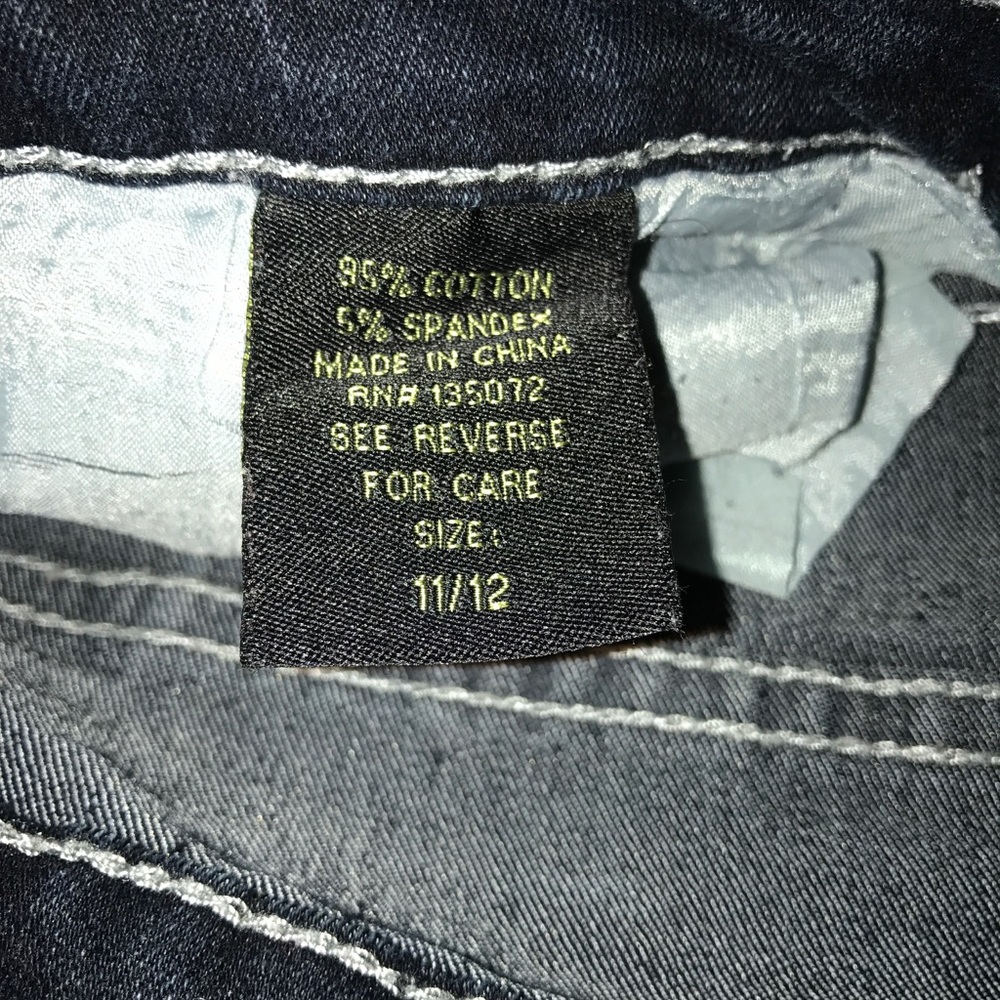 95% COTTON
5% SPANDEX
MADE IN CHINA
RN# 135072
SEE REVERSE
FOR CARE
SIZE:
11/12